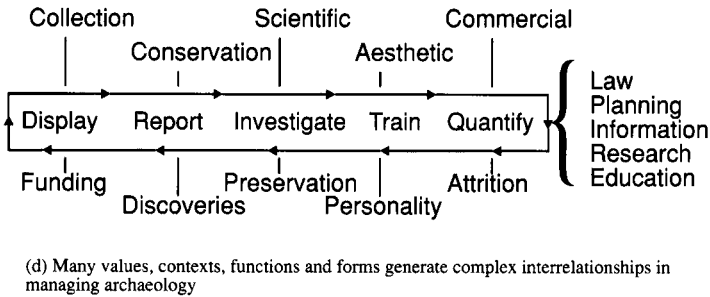 Collection Scientific Commercial
Conservation Aesthetic
Display Report Investigate Train Quantify
Law
Planning
Information
Research
Education
Funding Preservation Attrition
Discoveries Personality
(d) Many values, contexts, functions and forms generate complex interrelationships in
managing archaeology